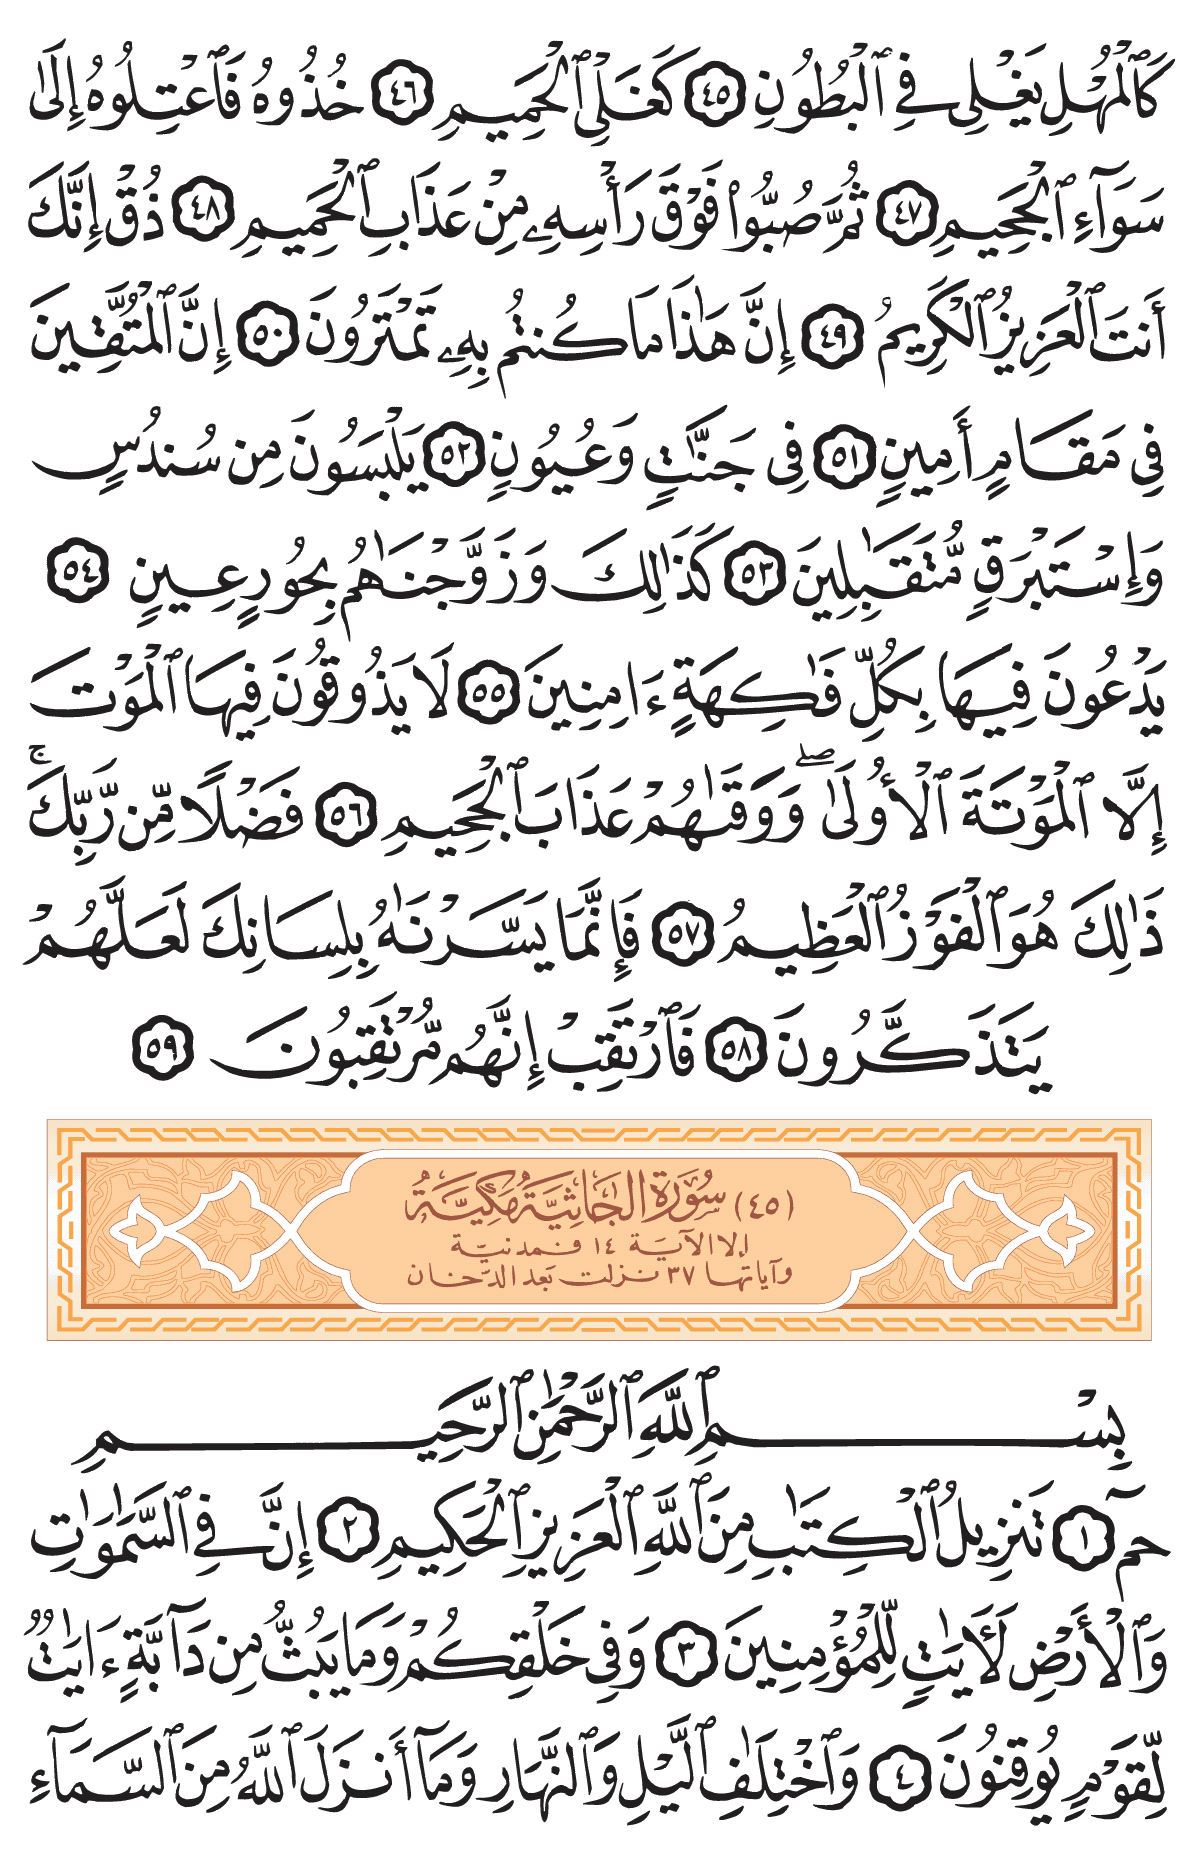 كَٱلۡمُهۡلِ يَغۡلِي فِي ٱلۡبُطُونِ ٤٥ كَغَلۡيِ ٱلۡحَمِيمِ ٤٦ خُذُوهُ فَٱعۡتِلُوهُ إِلَىٰ
سَوَآءِ ٱلۡجَحِيمِ ٤٧ ثُمَّ صُبُّواْ فَوۡقَ رَأۡسِهِۦ مِنۡ عَذَابِ ٱلۡحَمِيمِ ٤٨ ذُقۡ إِنَّكَ
أَنتَ ٱلۡعَزِيزُ ٱلۡكَرِيمُ ٤٩ إِنَّ هَٰذَا مَا كُنتُم بِهِۦ تَمۡتَرُونَ ٥٠ إِنَّ ٱلۡمُتَّقِينَ
فِي مَقَامٍ أَمِينٖ ٥١ فِي جَنَّٰتٖ وَعُيُونٖ ٥٢ يَلۡبَسُونَ مِن سُندُسٖ
وَإِسۡتَبۡرَقٖ مُّتَقَٰبِلِينَ ٥٣ كَذَٰلِكَ وَزَوَّجۡنَٰهُم بِحُورٍ عِينٖ ٥٤
يَدۡعُونَ فِيهَا بِكُلِّ فَٰكِهَةٍ ءَامِنِينَ ٥٥ لَا يَذُوقُونَ فِيهَا ٱلۡمَوۡتَ
إِلَّا ٱلۡمَوۡتَةَ ٱلۡأُولَىٰۖ وَوَقَىٰهُمۡ عَذَابَ ٱلۡجَحِيمِ ٥٦ فَضۡلٗا مِّن رَّبِّكَۚ
ذَٰلِكَ هُوَ ٱلۡفَوۡزُ ٱلۡعَظِيمُ ٥٧ فَإِنَّمَا يَسَّرۡنَٰهُ بِلِسَانِكَ لَعَلَّهُمۡ
يَتَذَكَّرُونَ ٥٨ فَٱرۡتَقِبۡ إِنَّهُم مُّرۡتَقِبُونَ ٥٩
(٤٥) سُورَة الجَاثِيَة مَكِّيَّة
إلا الآيَة ١٤ فمدنيّة
وآياتها ٣٧ نزلت بَعد الدّخان
بِسۡمِ ٱللَّهِ ٱلرَّحۡمَٰنِ ٱلرَّحِيمِ
حمٓ ١ تَنزِيلُ ٱلۡكِتَٰبِ مِنَ ٱللَّهِ ٱلۡعَزِيزِ ٱلۡحَكِيمِ ٢ إِنَّ فِي ٱلسَّمَٰوَٰتِ
وَٱلۡأَرۡضِ لَأٓيَٰتٖ لِّلۡمُؤۡمِنِينَ ٣ وَفِي خَلۡقِكُمۡ وَمَا يَبُثُّ مِن دَآبَّةٍ ءَايَٰتٞ
لِّقَوۡمٖ يُوقِنُونَ ٤ وَٱخۡتِلَٰفِ ٱلَّيۡلِ وَٱلنَّهَارِ وَمَآ أَنزَلَ ٱللَّهُ مِنَ ٱلسَّمَآءِ